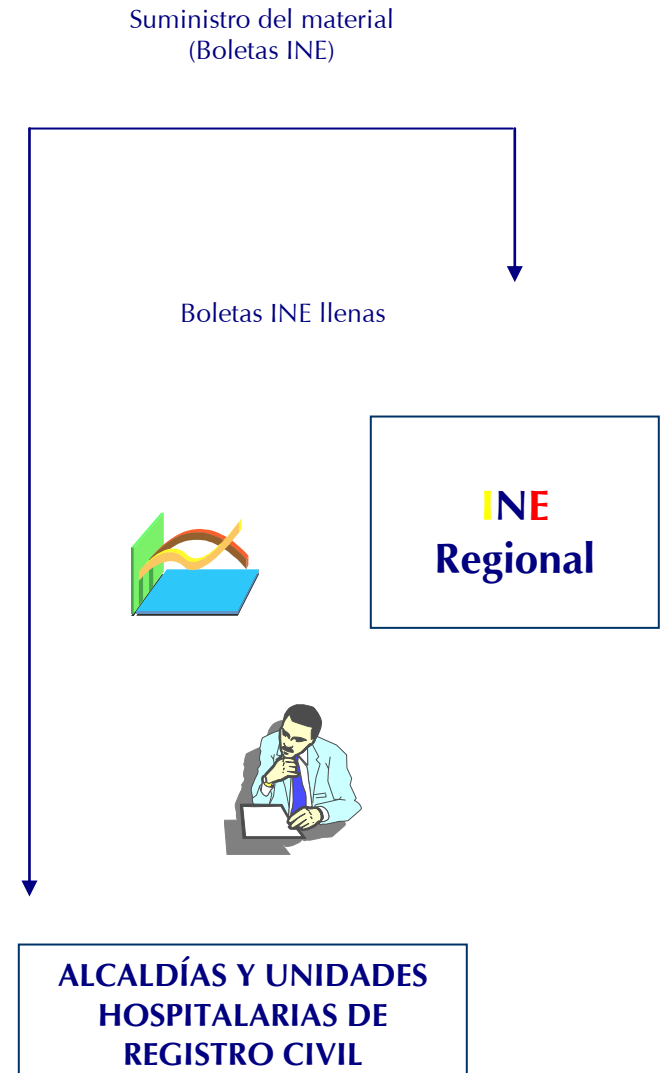 Suministro del material
(Boletas INE)
Boletas INE llenas
INE
Regional
ALCALDÍAS Y UNIDADES
HOSPITALARIAS DE
REGISTRO CIVIL